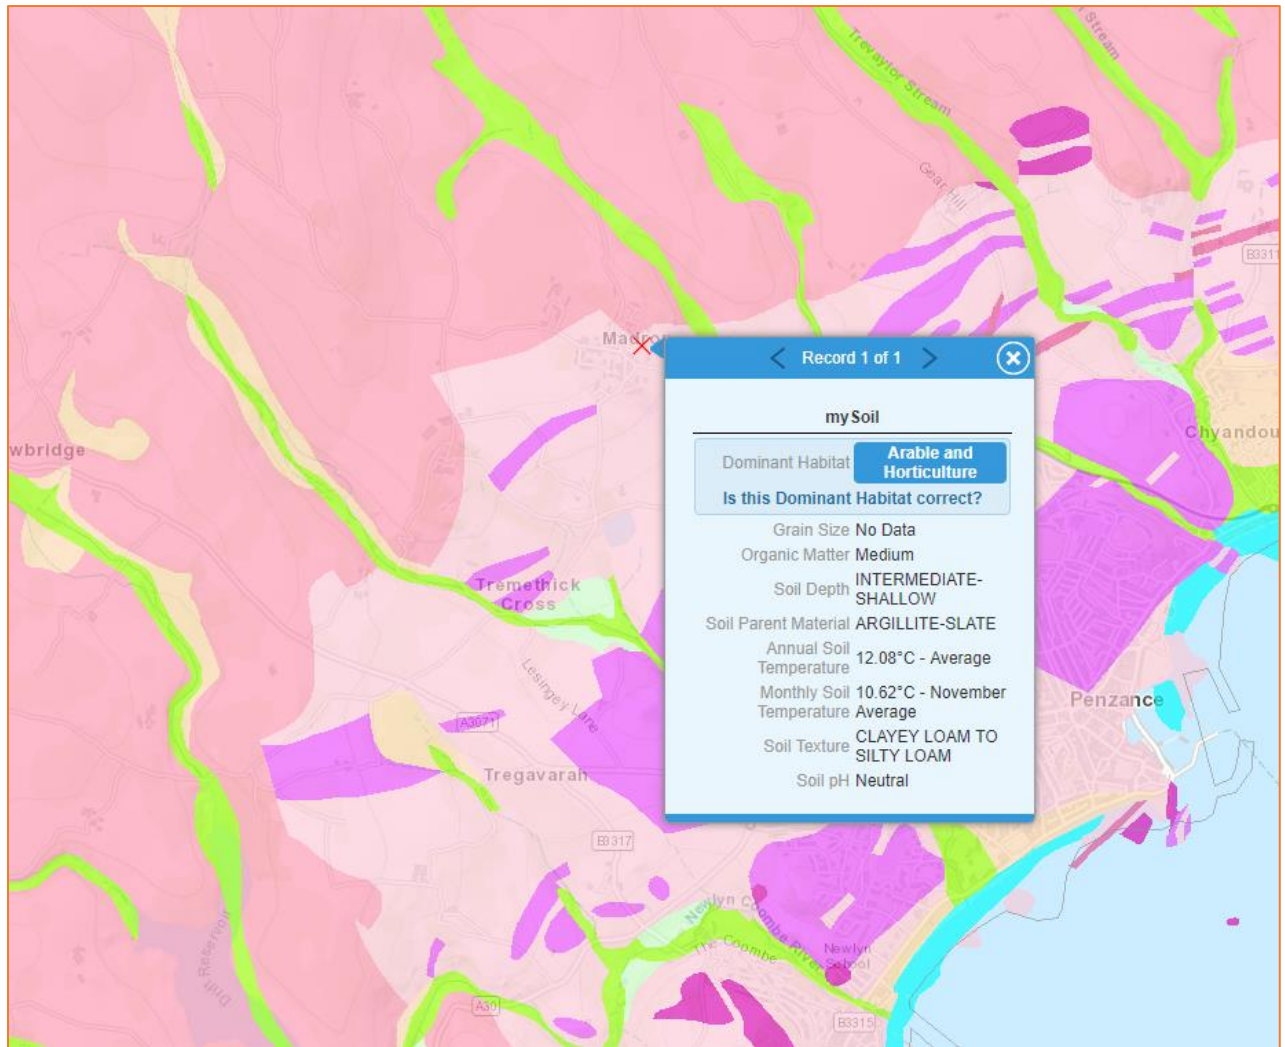 Trevaylor Stream
Stream
Gear Hill
B3311
Madron
wbridge
Chyandou
Record 1 of 1
mySoil
Dominant Habitat Arable and
Horticulture
Is this Dominant Habitat correct?
Grain Size No Data
Organic Matter Medium
Soil Depth INTERMEDIATE-
SHALLOW
Soil Parent Material ARGILLITE-SLATE
Annual Soil
Temperature 12.08°C - Average
Monthly Soil 10.62°C - November
Temperature Average
Soil Texture CLAYEY LOAM TO
SILTY LOAM
Soil pH Neutral
Tremethick
Cross
Lesingey Lane
A3071
Penzance
Tregavarah
B3317
Newlyn Coombe River
The Coombe
Newlyn
School
Drift Reservoir
A30
B3315